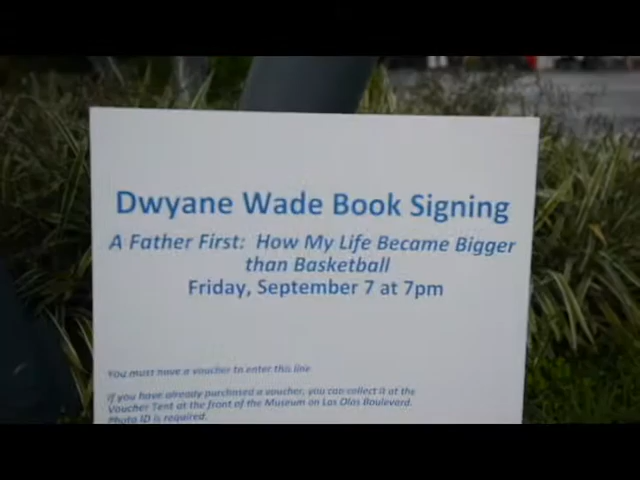 Dwyane Wade Book Signing
A Father First: How My Life Became Bigger
than Basketball
Friday, September 7 at 7pm
You must have a voucher to enter this line
If you have already purchased a voucher, you can collect it at the
Voucher Tent at the front of the Museum on Las Olas Boulevard.
Photo ID is required.